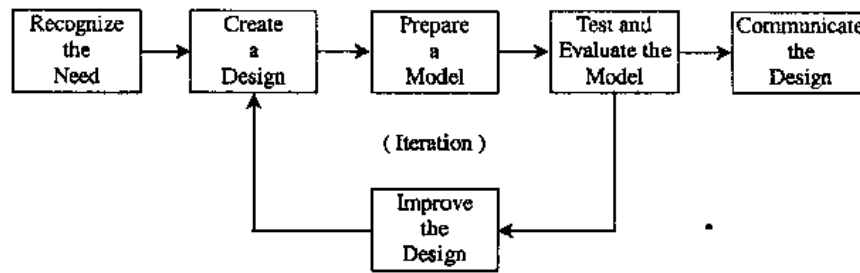 Recognize
the
Need
Create
a
Design
Prepare
a
Model
Test and
Evaluate the
Model
Communicate
the
Design
( Iteration )
Improve
the
Design